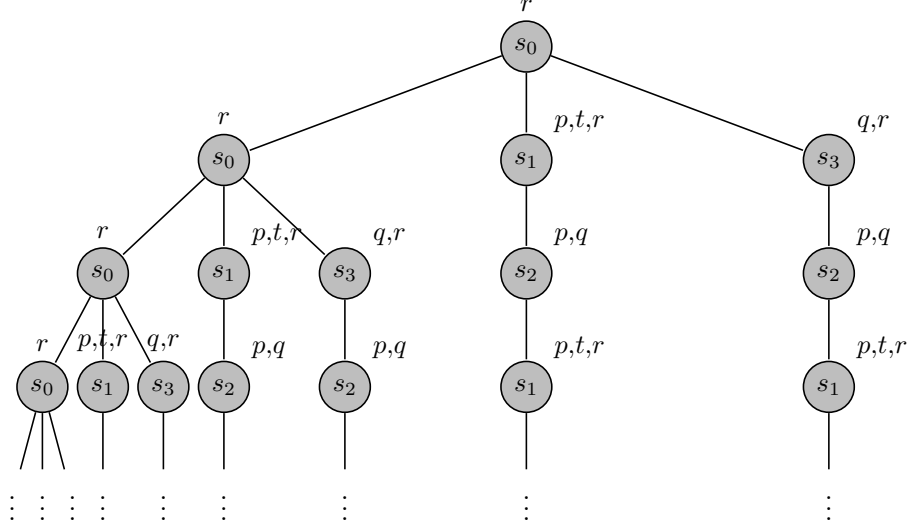 r
s₀
r p,t,r q,r
s₀ s₁ s₃
r p,t,r q,r p,q p,q
s₀ s₁ s₃ s₂ s₂
r p,t,r q,r p,q p,q p,t,r p,t,r
s₀ s₁ s₃ s₂ s₂ s₁ s₁
⋮ ⋮ ⋮ ⋮ ⋮ ⋮ ⋮ ⋮ ⋮